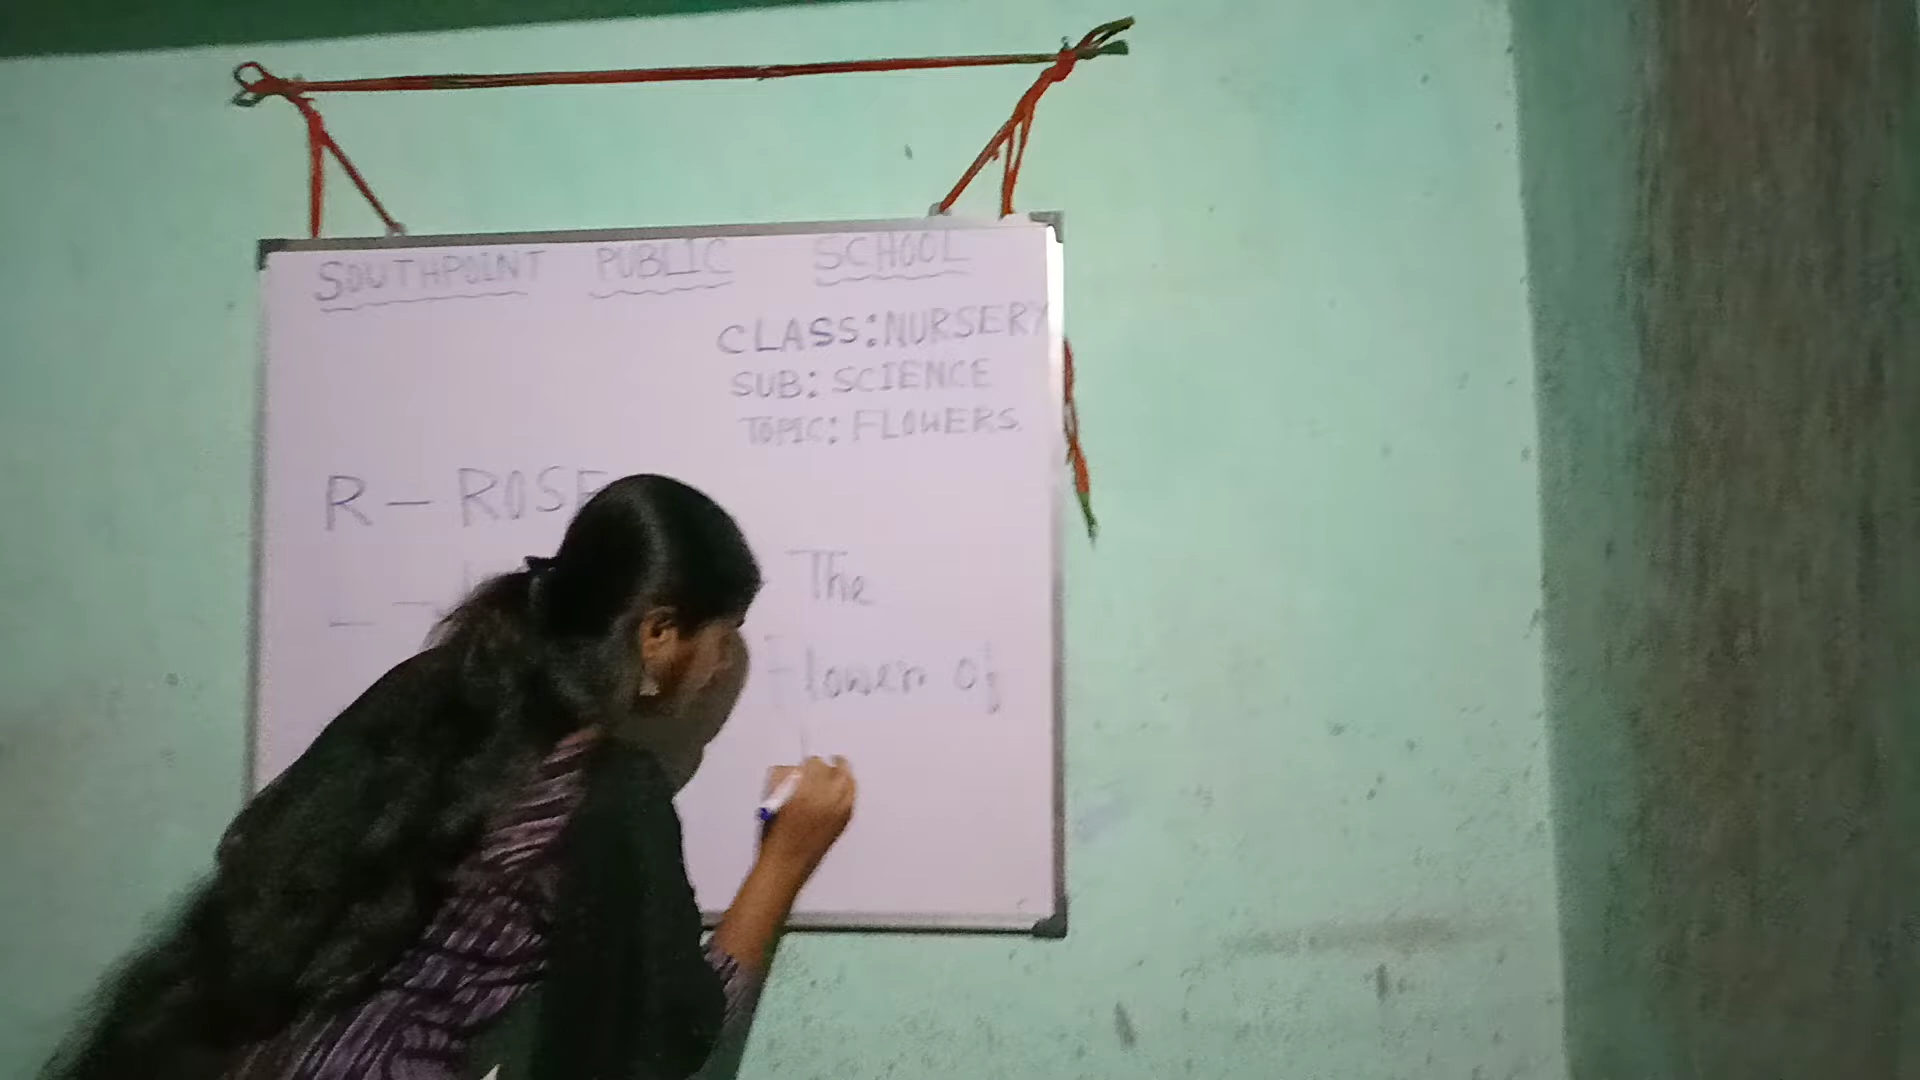 SOUTHPOINT PUBLIC SCHOOL
CLASS: NURSERY
SUB: SCIENCE
TOPIC: FLOWERS.
R - ROSE
The
Flower of